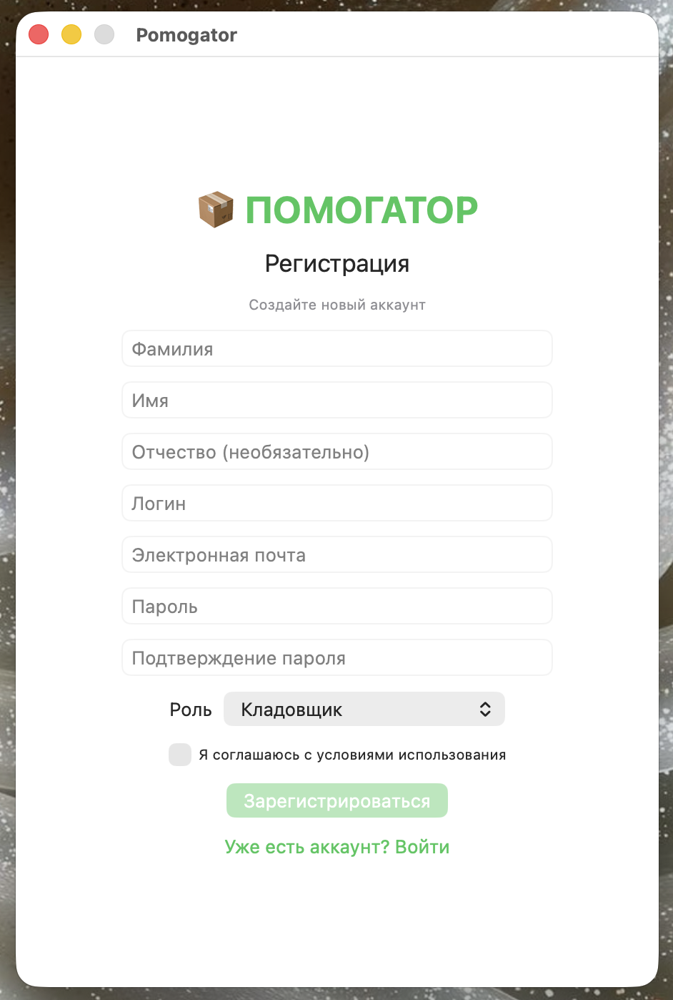 Pomogator
ПОМОГАТОР
Регистрация
Создайте новый аккаунт
Фамилия
Имя
Отчество (необязательно)
Логин
Электронная почта
Пароль
Подтверждение пароля
Роль Кладовщик
Я соглашаюсь с условиями использования
Зарегистрироваться
Уже есть аккаунт? Войти